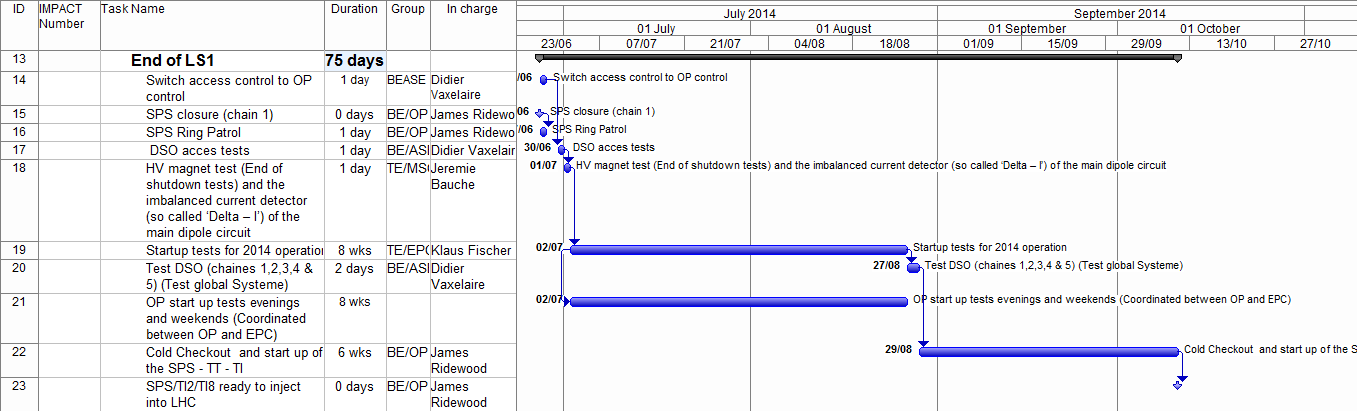 ID IMPACT Number Task Name Duration Group In charge
July 2014 September 2014
01 July 01 August 01 September 01 October
23/06 07/07 21/07 04/08 18/08 01/09 15/09 29/09 13/10 27/10
13 End of LS1 75 days
14 Switch access control to OP control 1 day BEASE Didier Vaxelaire /06 Switch access control to OP control
15 SPS closure (chain 1) 0 days BE/OP James Ridewo 06 SPS closure (chain 1)
16 SPS Ring Patrol 1 day BE/OP James Ridewo /06 SPS Ring Patrol
17 DSO acces tests 1 day BE/ASI Didier Vaxelair 30/06 DSO acces tests
18 HV magnet test (End of shutdown tests) and the imbalanced current detector (so called ‘Delta – I’) of the main dipole circuit 1 day TE/MS Jeremie Bauche 01/07 HV magnet test (End of shutdown tests) and the imbalanced current detector (so called ‘Delta – I’) of the main dipole circuit
19 Startup tests for 2014 operation 8 wks TE/EPC Klaus Fischer 02/07 Startup tests for 2014 operation
20 Test DSO (chaines 1,2,3,4 & 5) (Test global Systeme) 2 days BE/ASI Didier Vaxelaire 27/08 Test DSO (chaines 1,2,3,4 & 5) (Test global Systeme)
21 OP start up tests evenings and weekends (Coordinated between OP and EPC) 8 wks 02/07 OP start up tests evenings and weekends (Coordinated between OP and EPC)
22 Cold Checkout and start up of the SPS - TT - TI 6 wks BE/OP James Ridewood 29/08 Cold Checkout and start up of the S
23 SPS/TI2/TI8 ready to inject into LHC 0 days BE/OP James Ridewood